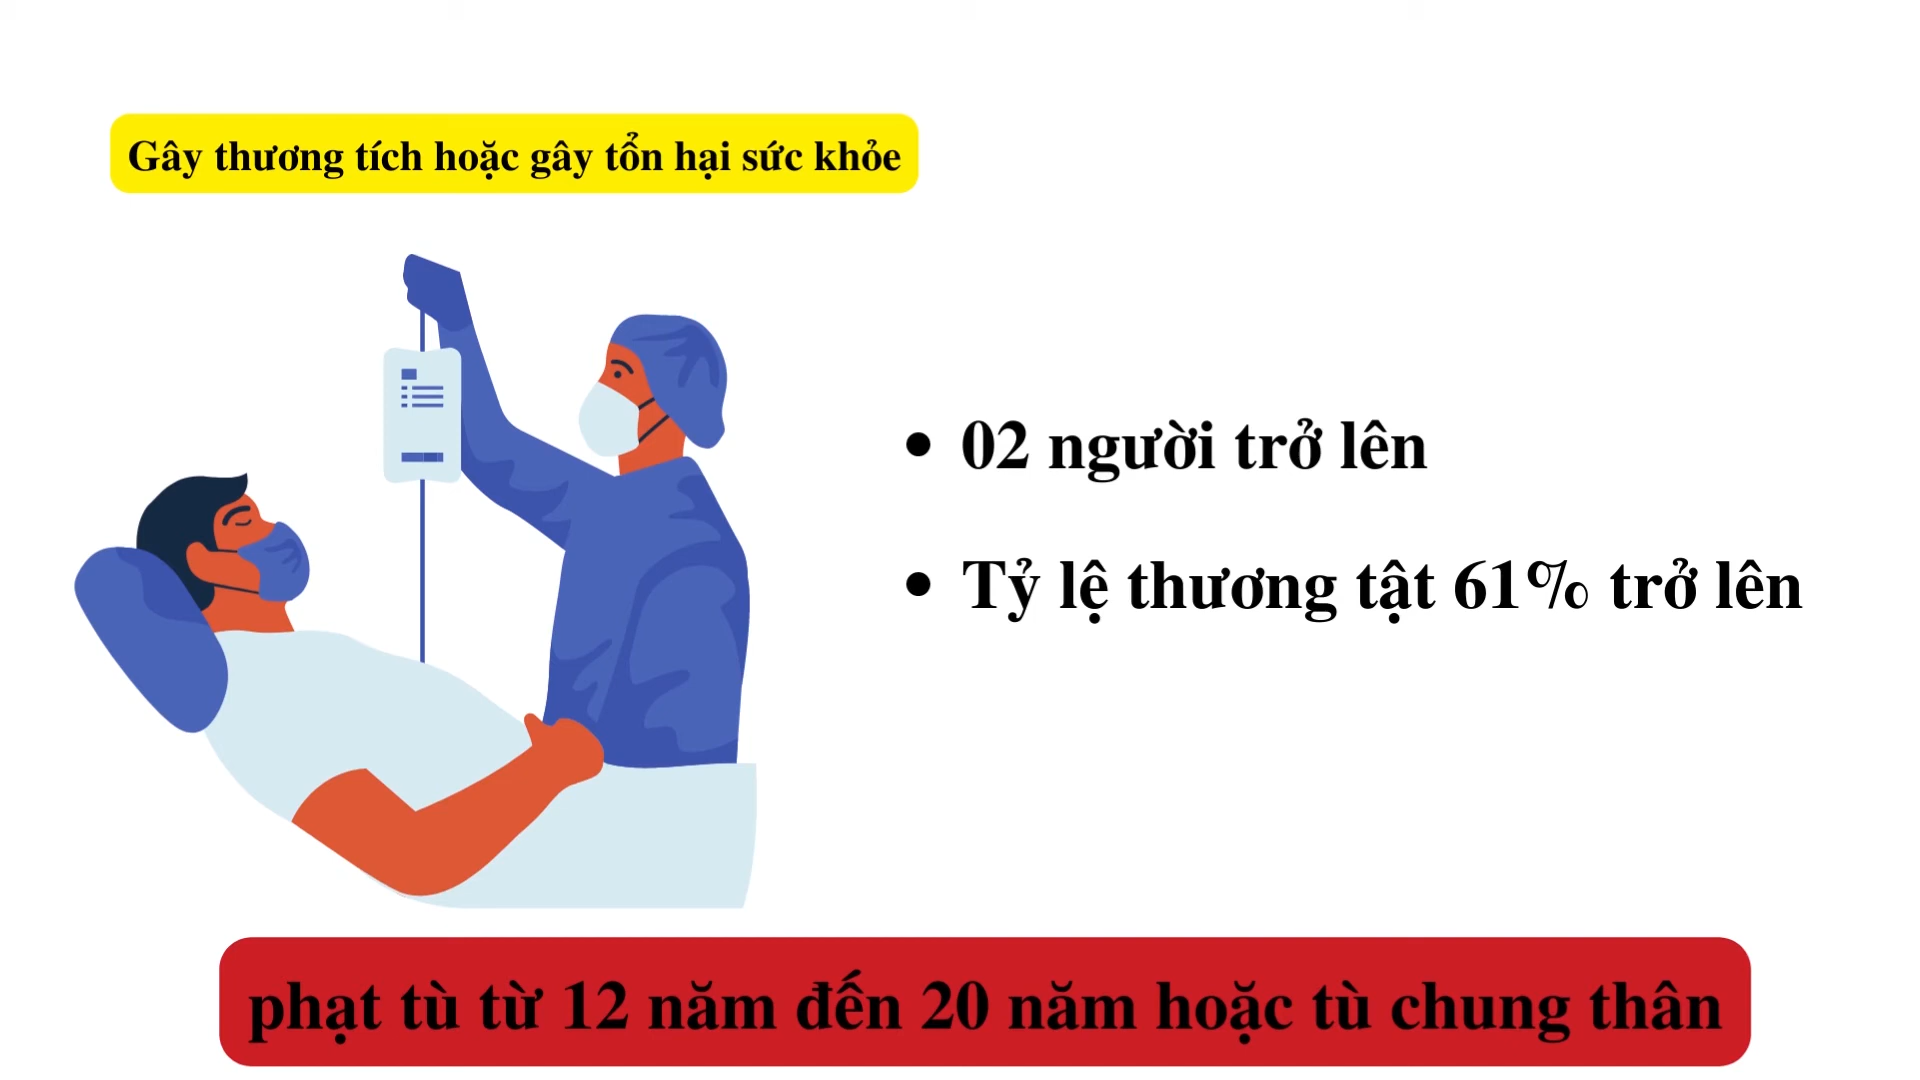 Gây thương tích hoặc gây tổn hại sức khỏe
• 02 người trở lên
• Tỷ lệ thương tật 61% trở lên
phạt tù từ 12 năm đến 20 năm hoặc tù chung thân